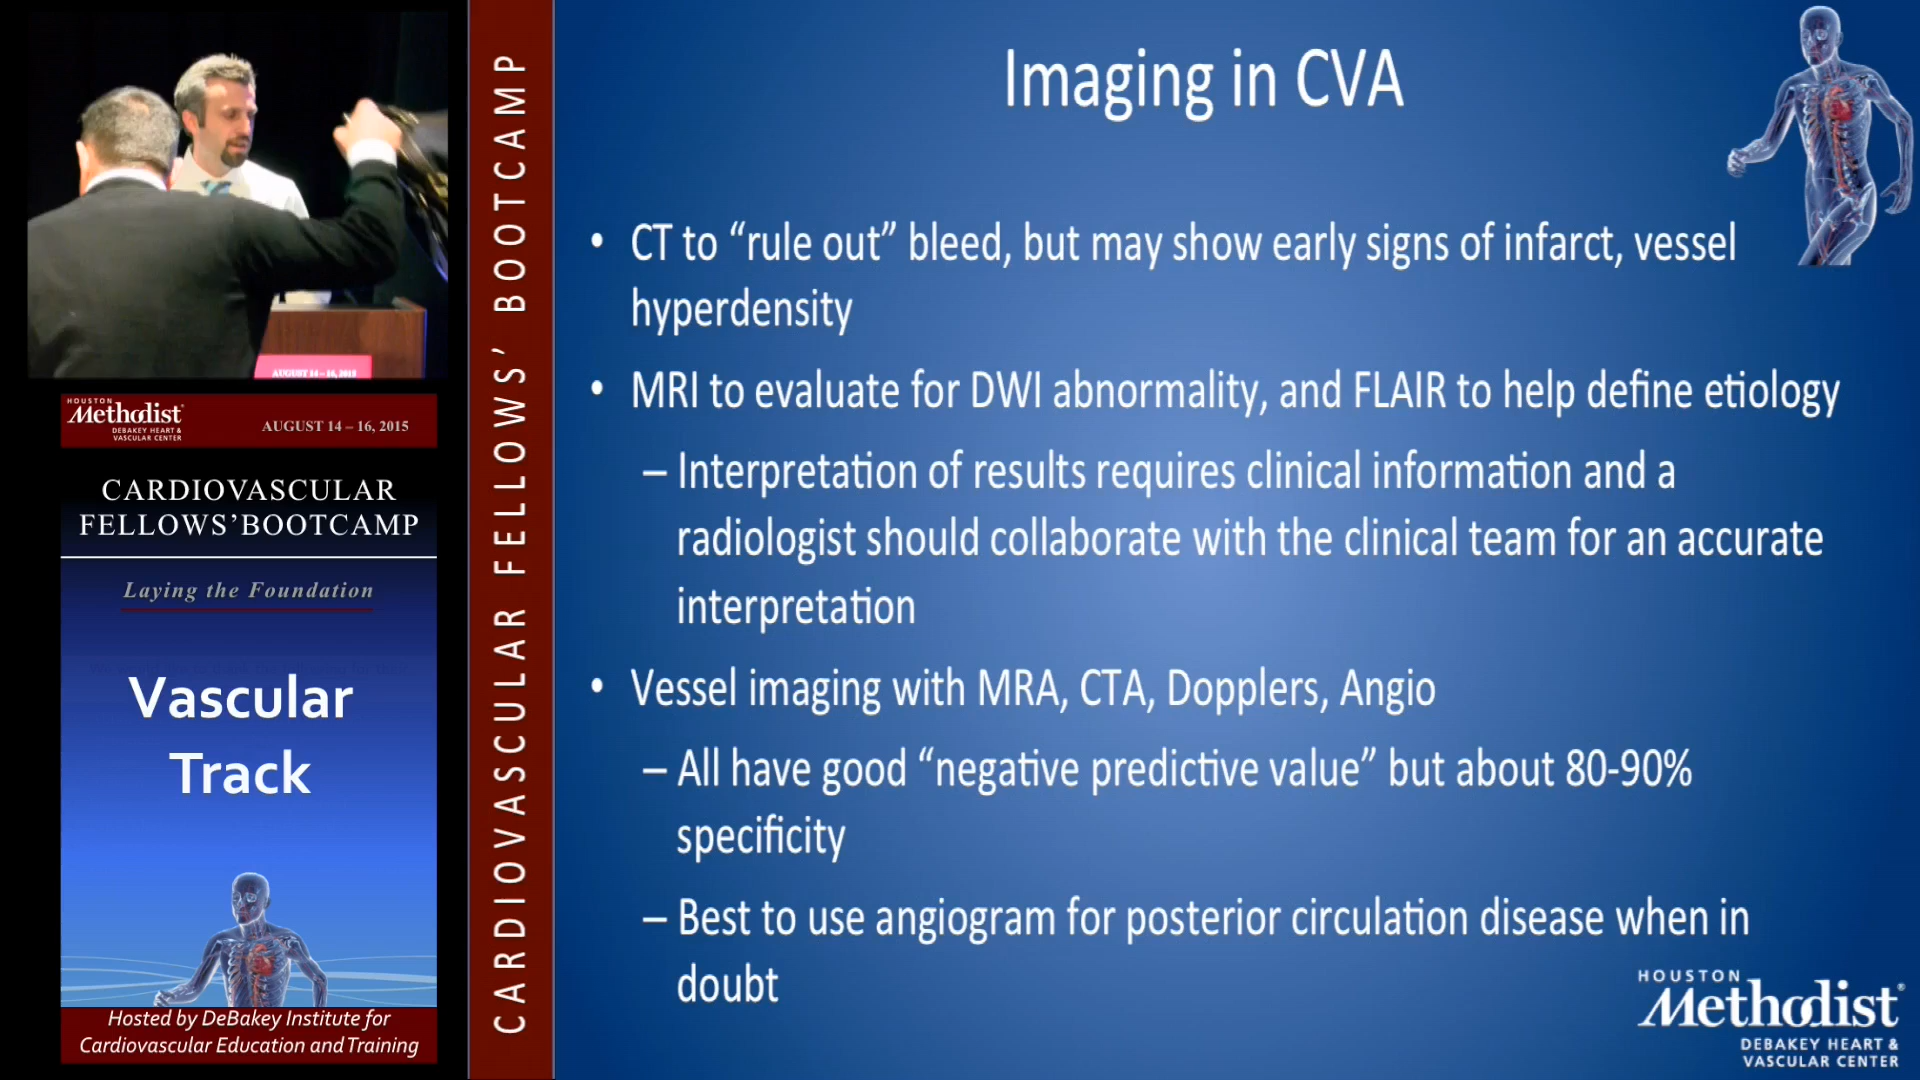 AUGUST 14 – 16, 2015
HOUSTON
Methodist
DEBAKEY HEART &
VASCULAR CENTER
AUGUST 14 – 16, 2015
CARDIOVASCULAR
FELLOWS’BOOTCAMP
Laying the Foundation
Vascular
Track
Hosted by DeBakey Institute for
Cardiovascular Education and Training
CARDIOVASCULAR FELLOWS’ BOOTCAMP
Imaging in CVA
• CT to “rule out” bleed, but may show early signs of infarct, vessel
hyperdensity
• MRI to evaluate for DWI abnormality, and FLAIR to help define etiology
– Interpretation of results requires clinical information and a
radiologist should collaborate with the clinical team for an accurate
interpretation
• Vessel imaging with MRA, CTA, Dopplers, Angio
– All have good “negative predictive value” but about 80-90%
specificity
– Best to use angiogram for posterior circulation disease when in
doubt
HOUSTON
Methodist®
DEBAKEY HEART &
VASCULAR CENTER